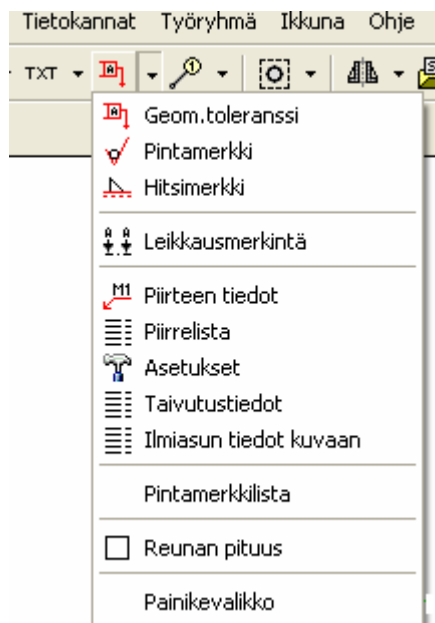 Tietokannat Työryhmä Ikkuna Ohje
TXT A 1
A Geom.toleranssi
Pintamerkki
Hitsimerkki
A A Leikkausmerkintä
M1 Piirteen tiedot
Piirrelista
Asetukset
Taivutustiedot
Ilmiasun tiedot kuvaan
Pintamerkkilista
Reunan pituus
Painikevalikko